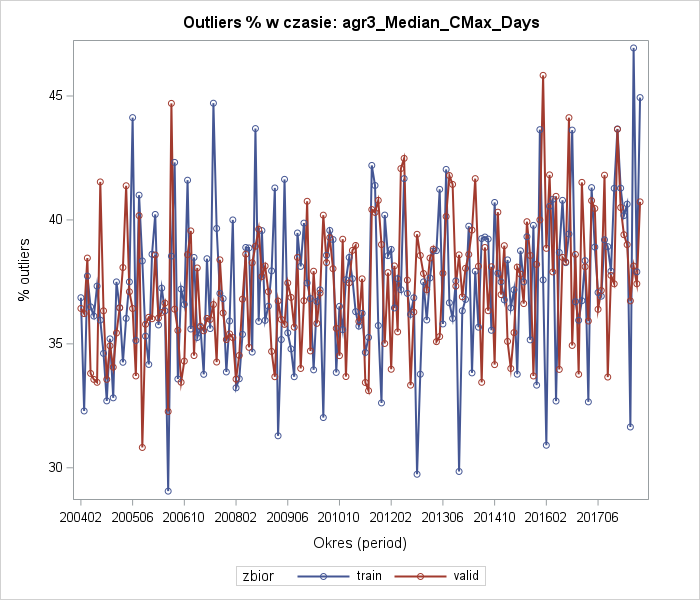 Outliers % w czasie: agr3_Median_CMax_Days
% outliers
45
40
35
30
200402 200506 200610 200802 200906 201010 201202 201306 201410 201602 201706
Okres (period)
zbior train valid